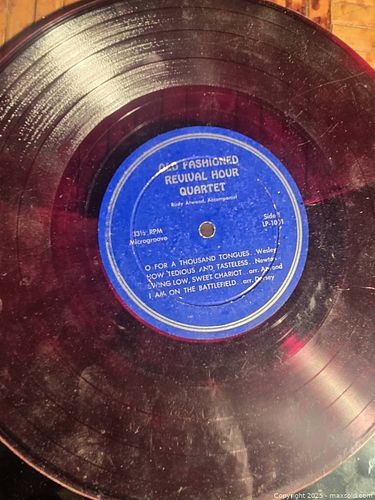 OLD FASHIONED
REVIVAL HOUR
QUARTET
Rudy Atwood, Accompanist
33⅓ RPM
Microgroove
Side 1
O FOR A THOUSAND TONGUES. . Wesley
HOW TEDIOUS AND TASTELESS. . Newton
SWING LOW, SWEET CHARIOT. . arr. Atwood
I AM ON THE BATTLEFIELD. . arr. Dorsey
Copyright 2025 - maxsold.com